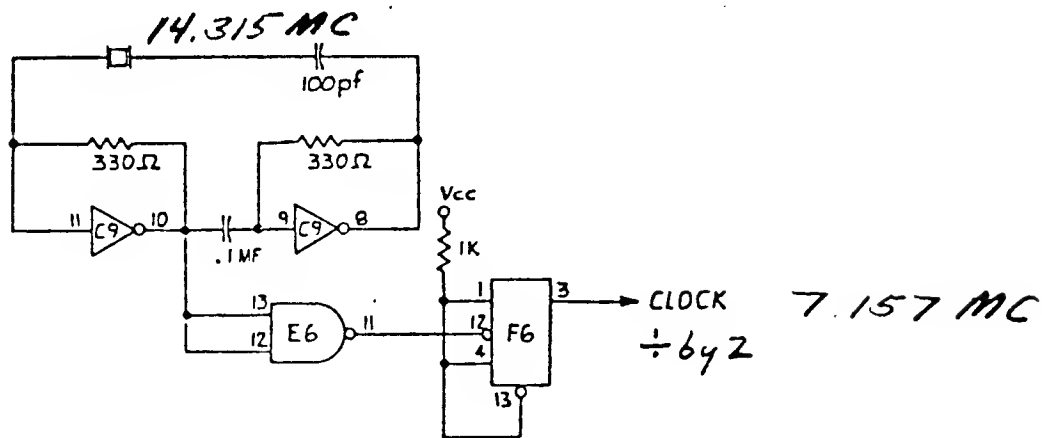 14.315 MC
100pf
330Ω
330Ω
Vcc
1K
11 C9 10
.1MF
9 C9 8
13
12
E6
11
1
12
4
13
F6
3
CLOCK
÷ by 2
7.157 MC